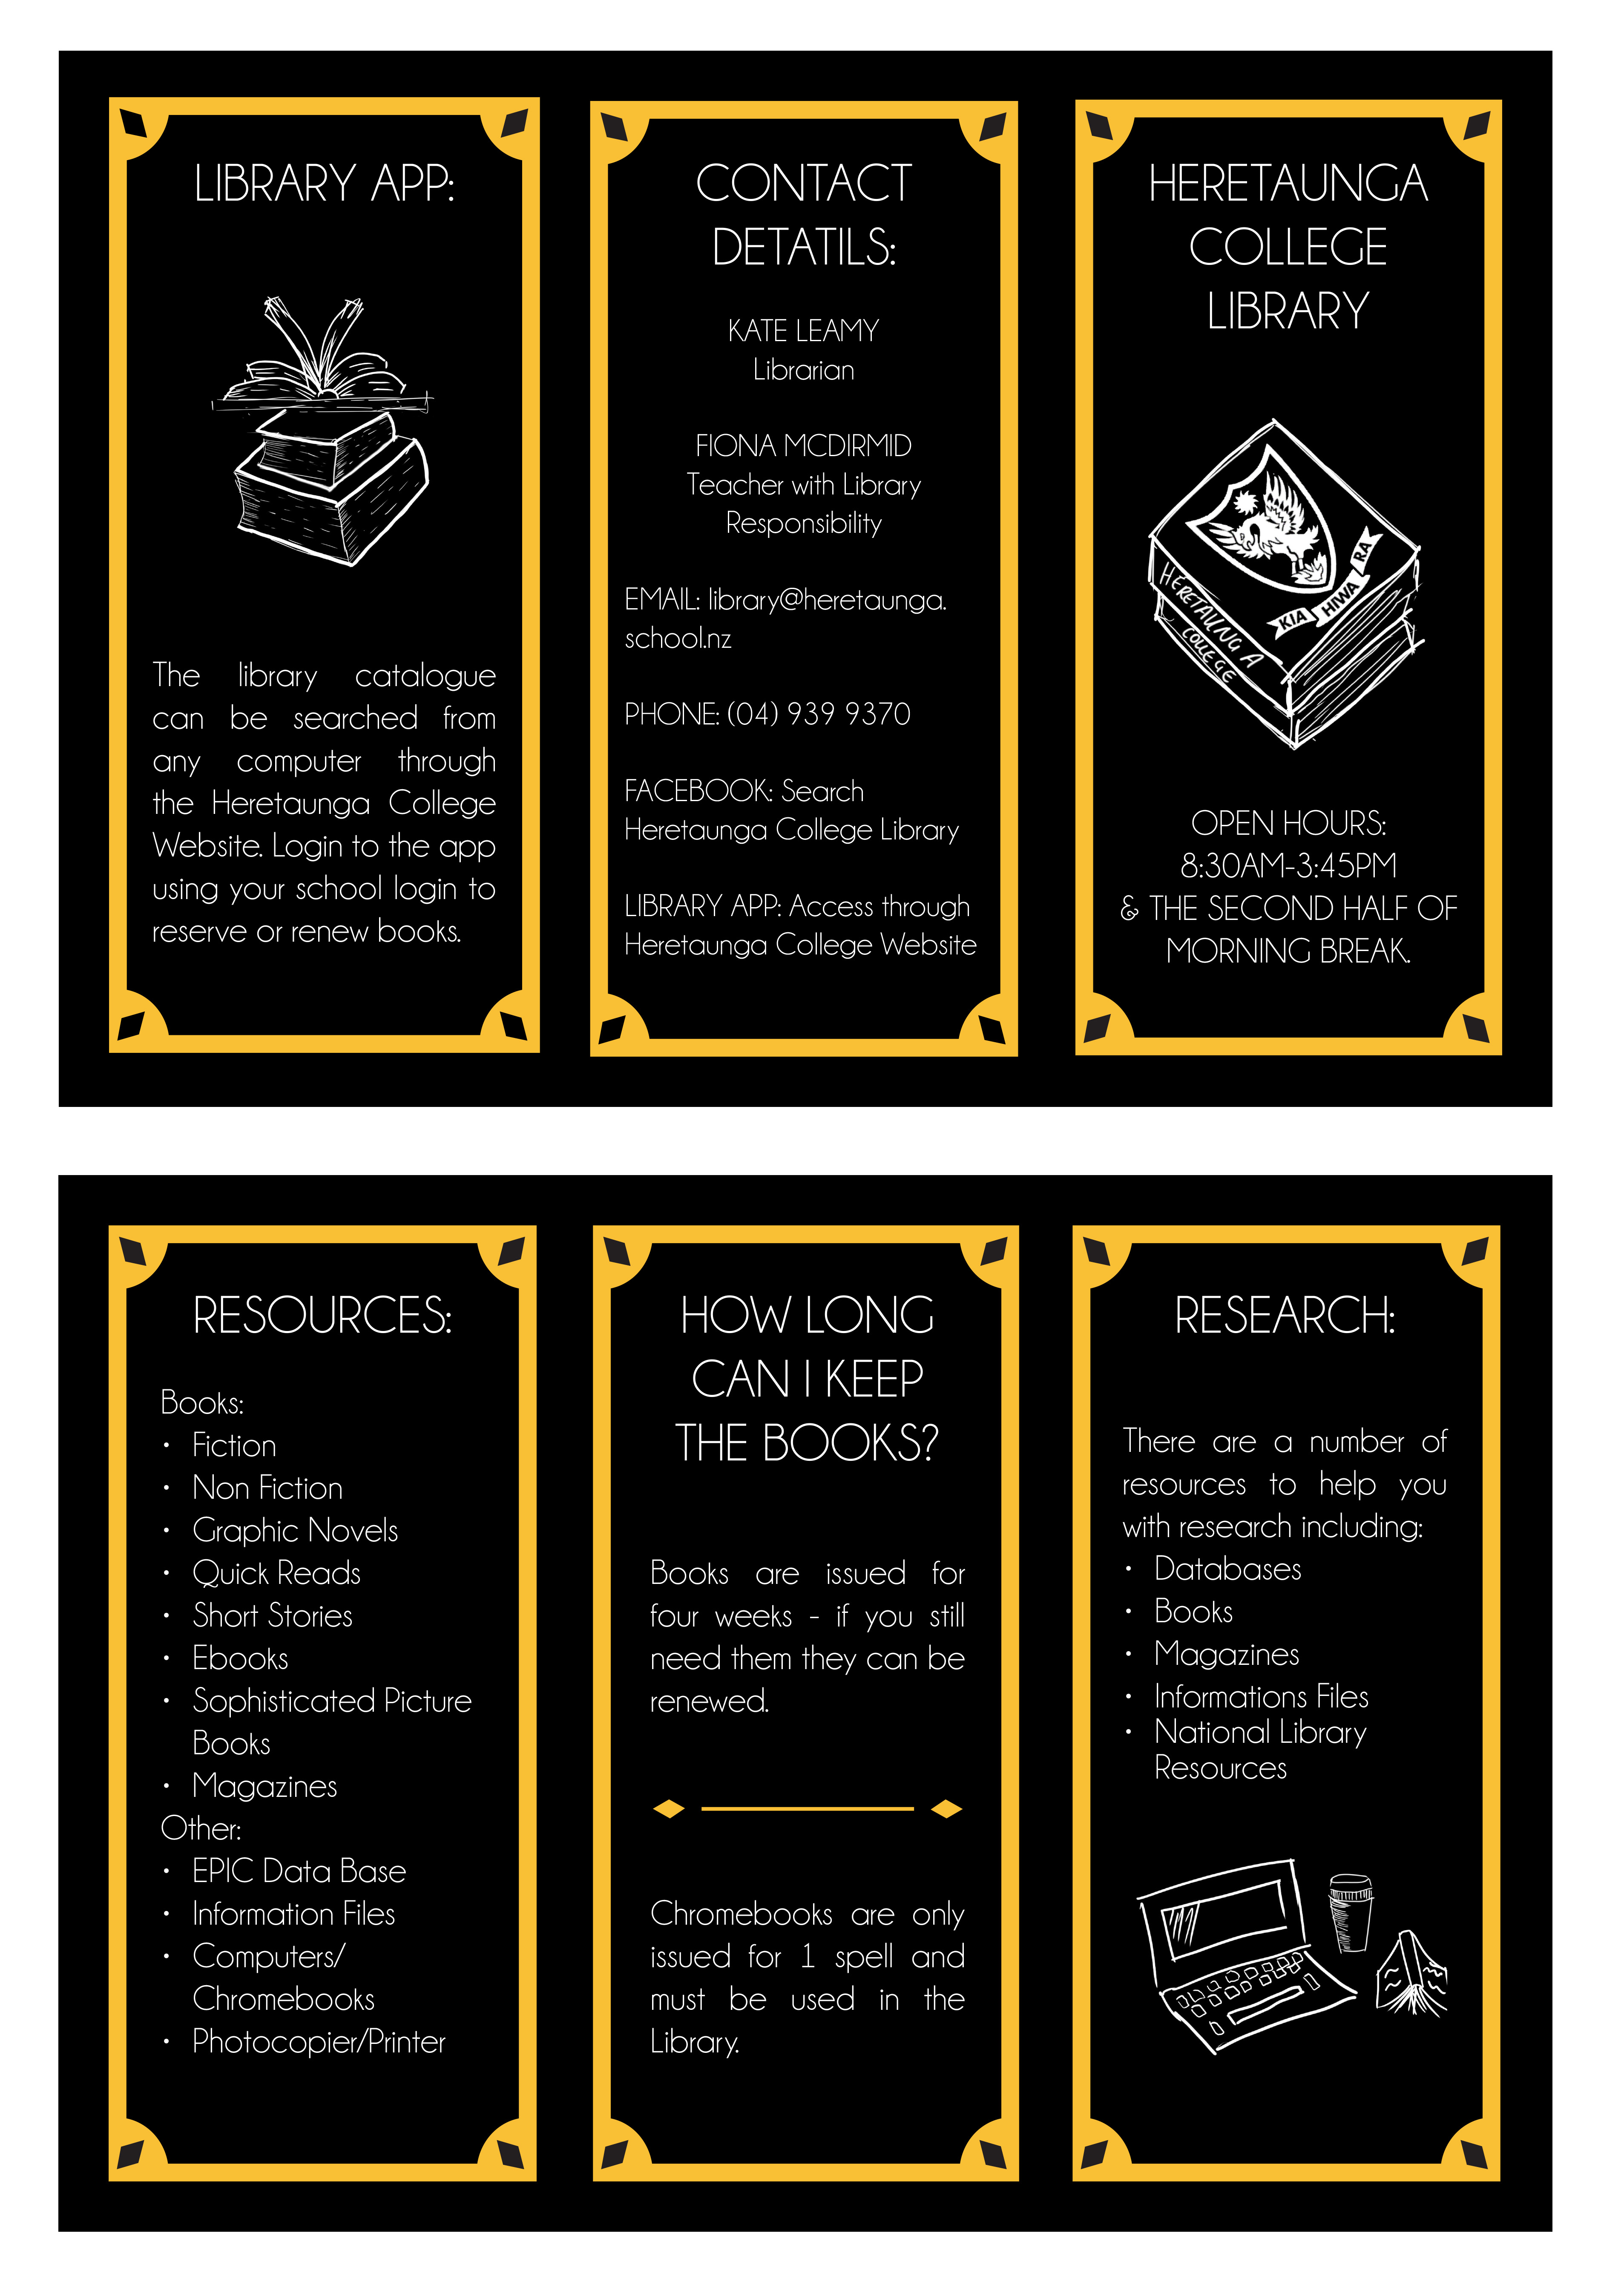 LIBRARY APP:
The library catalogue
can be searched from
any computer through
the Heretaunga College
Website. Login to the app
using your school login to
reserve or renew books.
CONTACT
DETATILS:
KATE LEAMY
Librarian
FIONA MCDIRMID
Teacher with Library
Responsibility
EMAIL: library@heretaunga.
school.nz
PHONE: (04) 939 9370
FACEBOOK: Search
Heretaunga College Library
LIBRARY APP: Access through
Heretaunga College Website
HERETAUNGA
COLLEGE
LIBRARY
KIA HIWA RA
HERETAUNGA
COLLEGE
OPEN HOURS:
8:30AM-3:45PM
& THE SECOND HALF OF
MORNING BREAK.
RESOURCES:
Books:
• Fiction
• Non Fiction
• Graphic Novels
• Quick Reads
• Short Stories
• Ebooks
• Sophisticated Picture
Books
• Magazines
Other:
• EPIC Data Base
• Information Files
• Computers/
Chromebooks
• Photocopier/Printer
HOW LONG
CAN I KEEP
THE BOOKS?
Books are issued for
four weeks - if you still
need them they can be
renewed.
Chromebooks are only
issued for 1 spell and
must be used in the
Library.
RESEARCH:
There are a number of
resources to help you
with research including:
• Databases
• Books
• Magazines
• Informations Files
• National Library
Resources